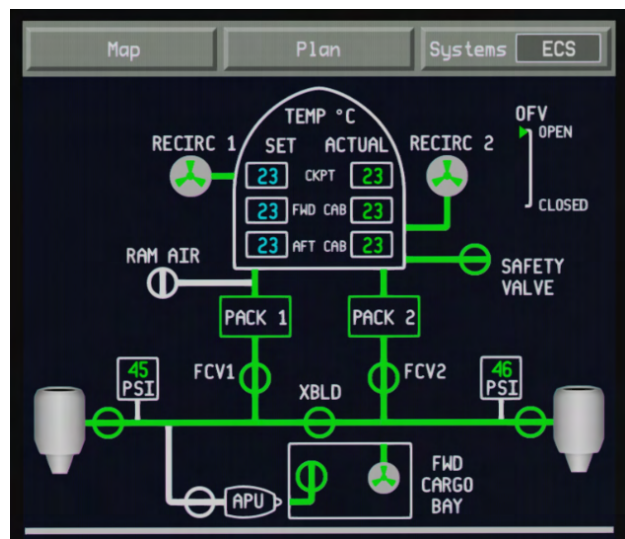 Map
Plan
Systems ECS
TEMP °C
OFV
OPEN
RECIRC 1
SET ACTUAL
RECIRC 2
23 CKPT 23
23 FWD CAB 23
CLOSED
23 AFT CAB 23
RAM AIR
SAFETY
VALVE
PACK 1
PACK 2
45
PSI
FCV1
FCV2
46
PSI
XBLD
FWD
CARGO
BAY
APU